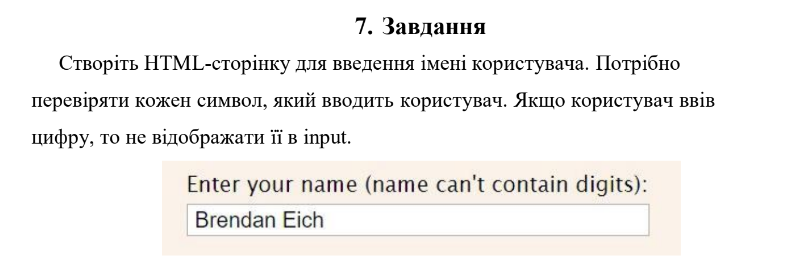 7. Завдання
Створіть HTML-сторінку для введення імені користувача. Потрібно
перевіряти кожен символ, який вводить користувач. Якщо користувач ввів
цифру, то не відображати її в input.
Enter your name (name can't contain digits):
Brendan Eich